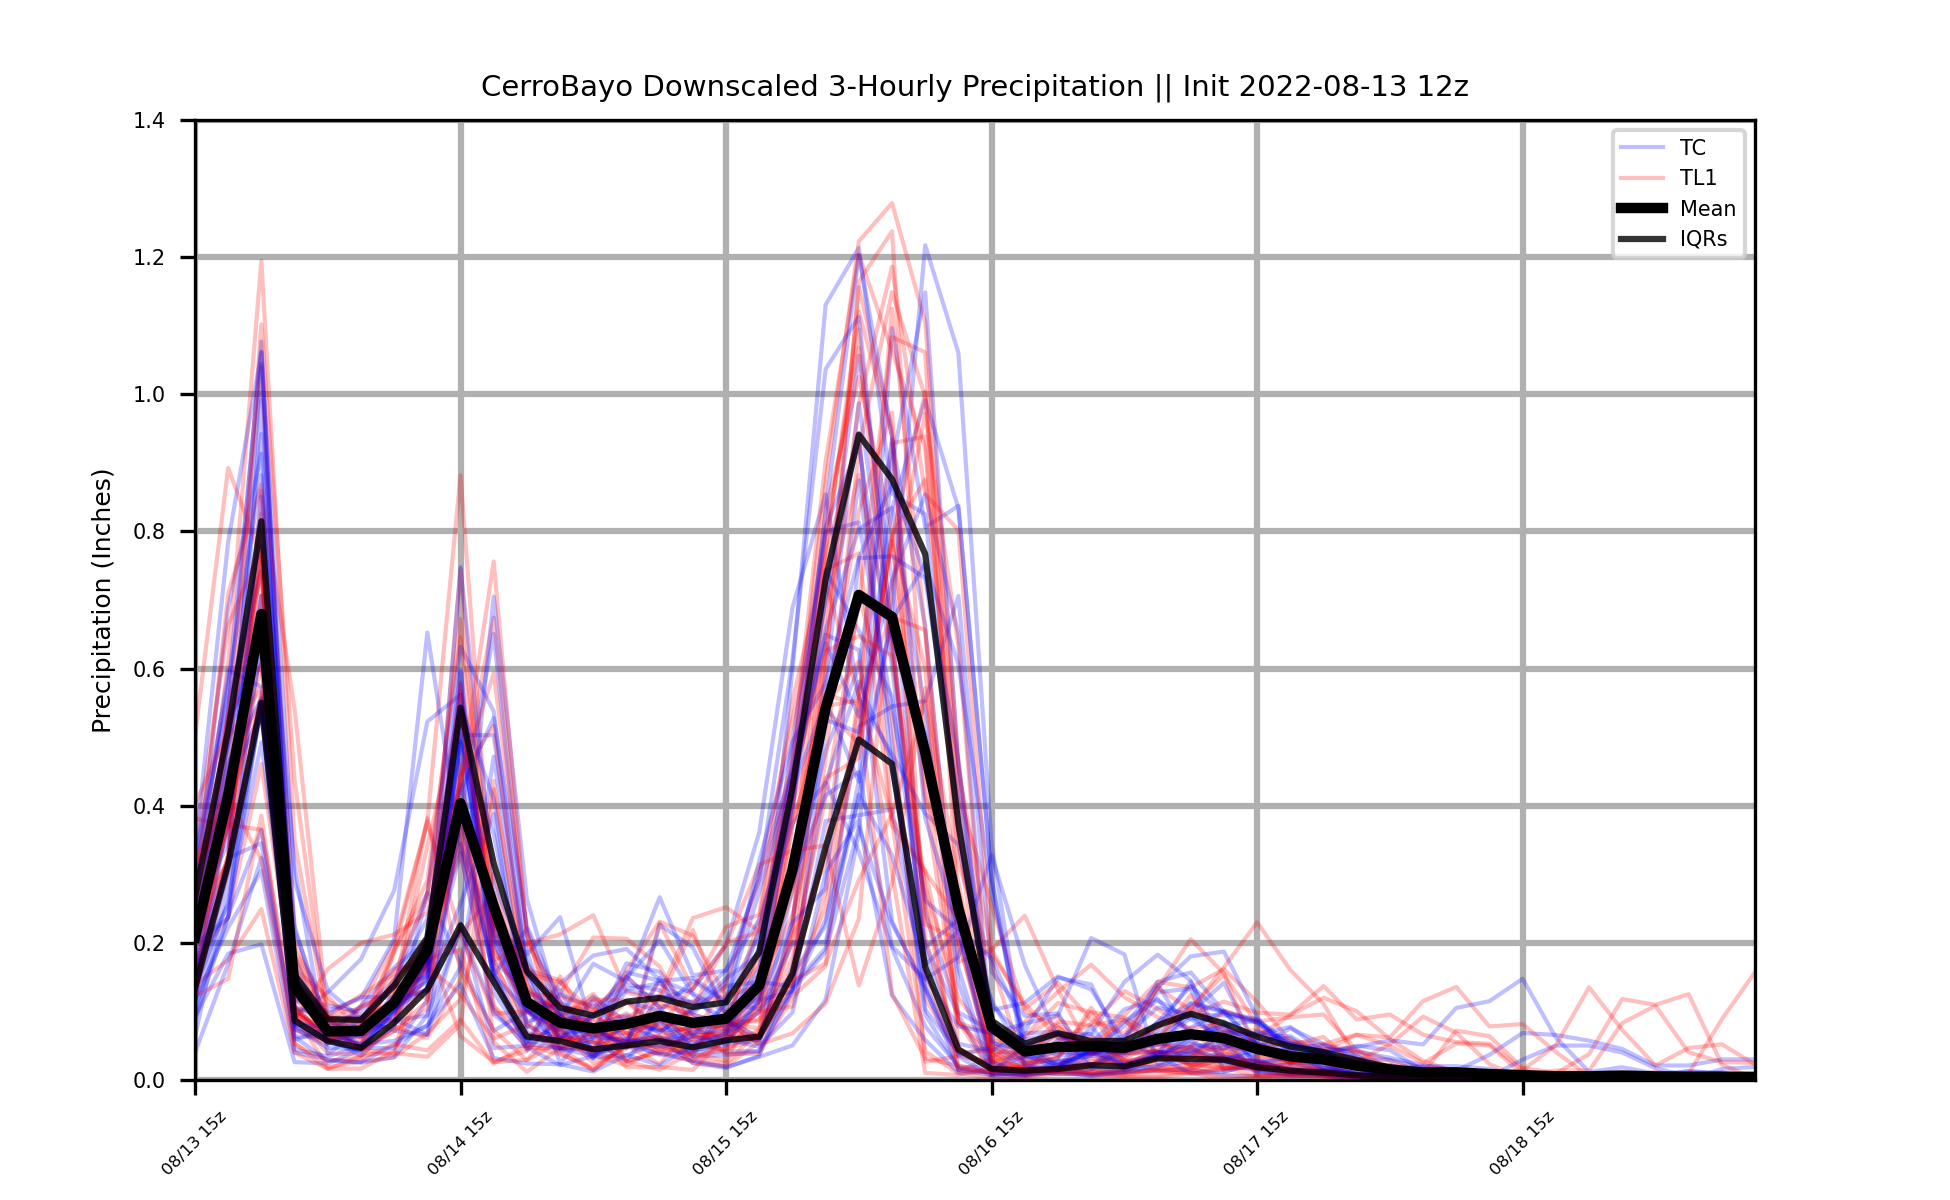 CerroBayo Downscaled 3-Hourly Precipitation || Init 2022-08-13 12z
TC
TL1
Mean
IQRs
Precipitation (Inches)
1.4
1.2
1.0
0.8
0.6
0.4
0.2
0.0
08/13 15z
08/14 15z
08/15 15z
08/16 15z
08/17 15z
08/18 15z